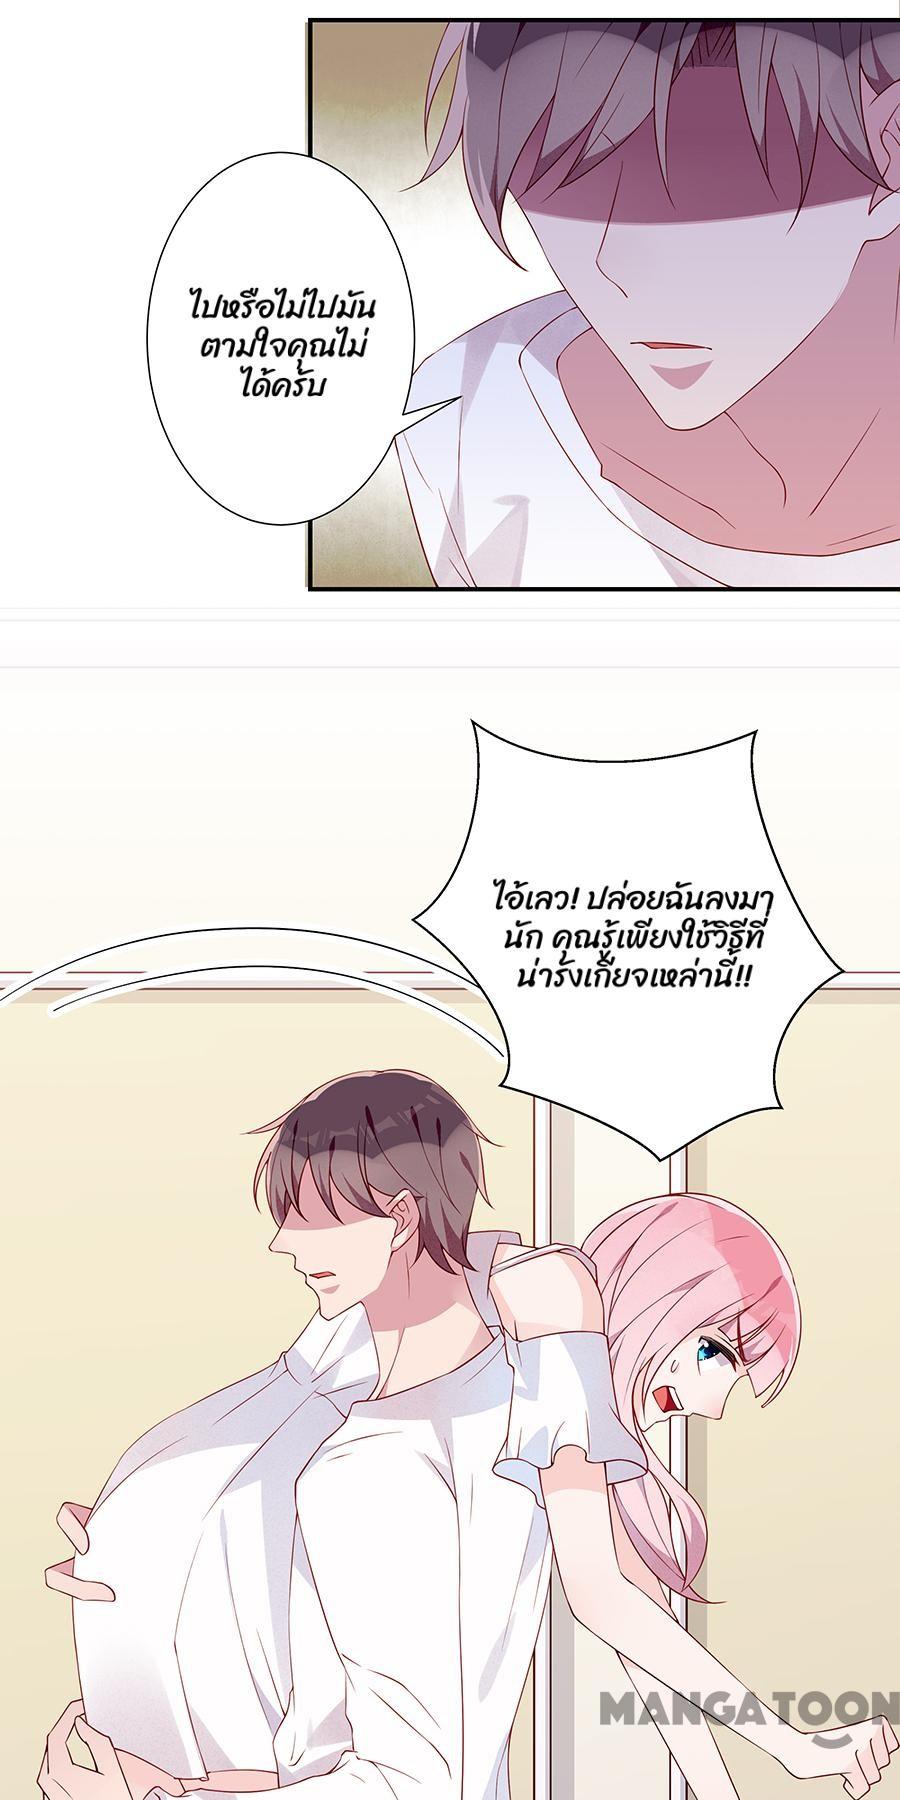 ไปหรือไม่ไปมัน
ตามใจคุณไม่
ได้ครับ
ไอ้เลว! ปล่อยฉันลงมา
นัก คุณรู้เพียงใช้วิธีที่
น่ารังเกียจเหล่านี้!!
MANGATOON